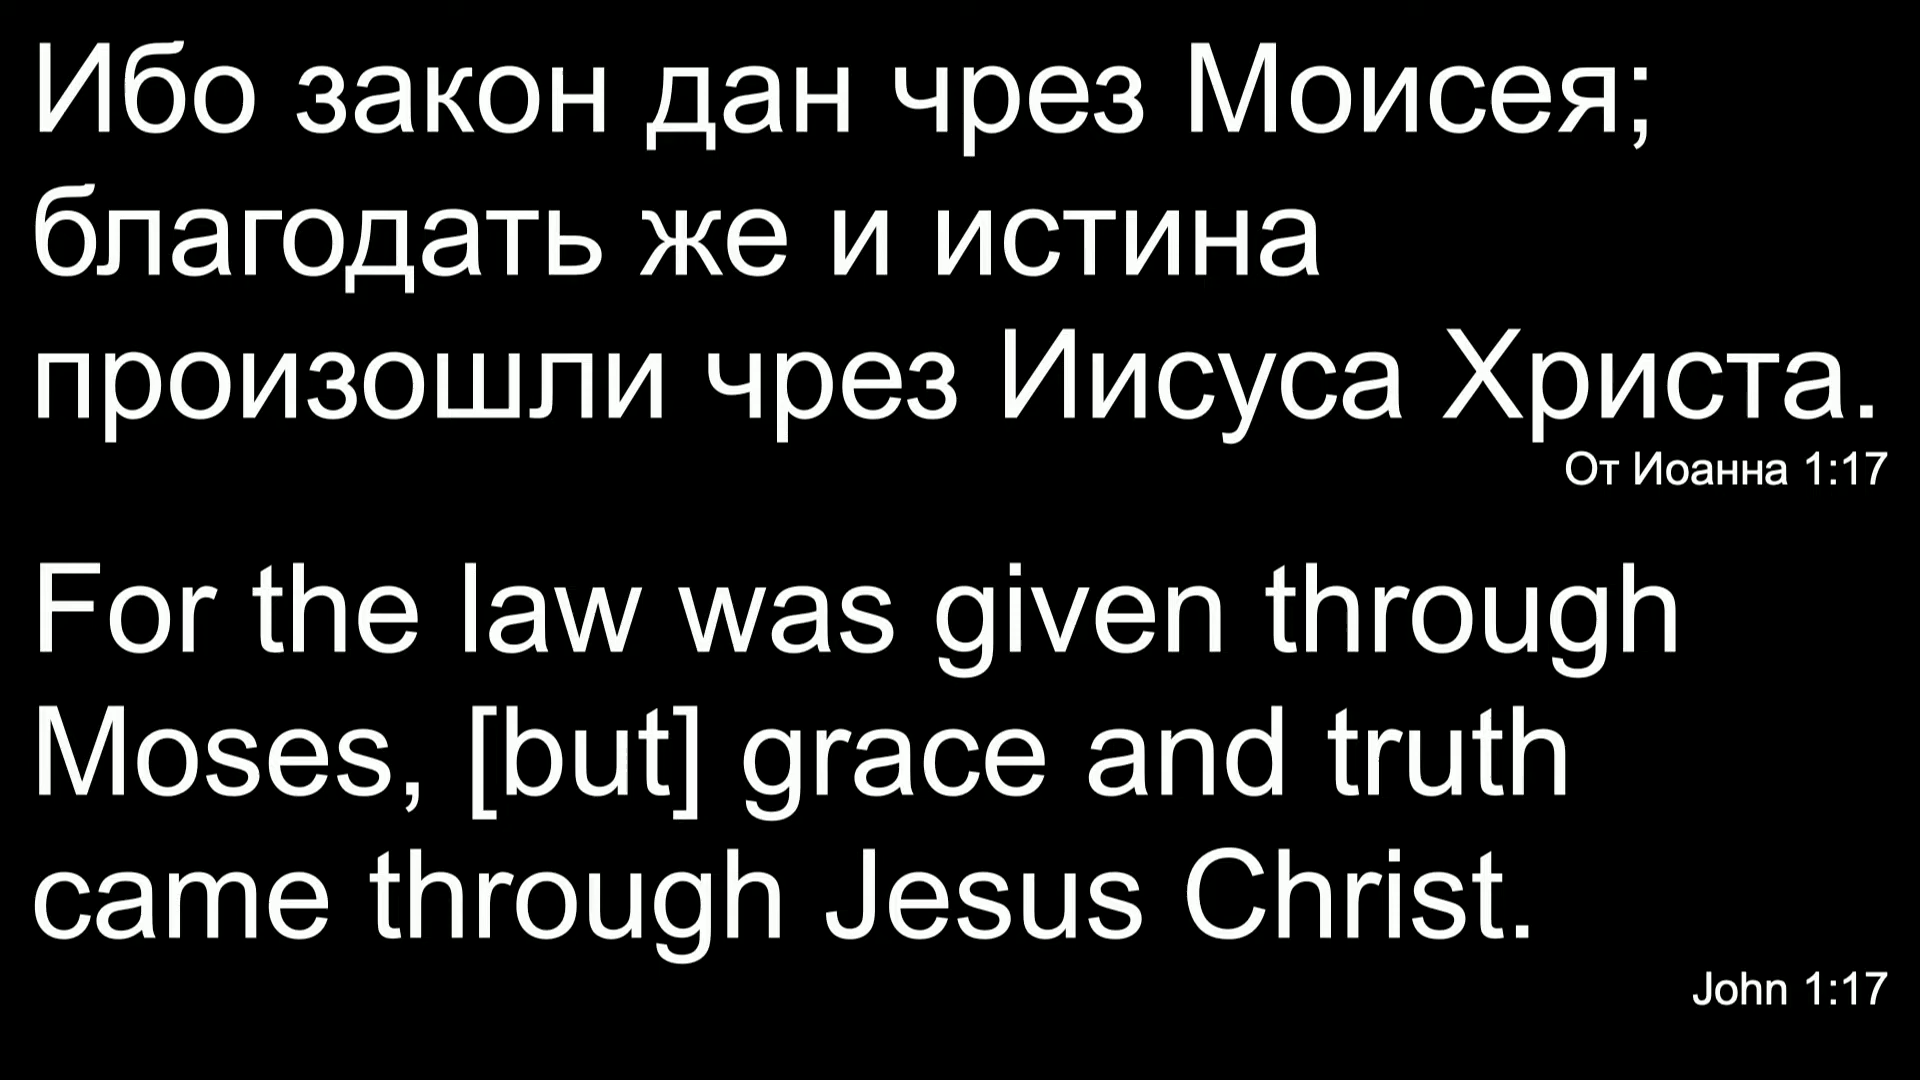 Ибо закон дан чрез Моисея;
благодать же и истина
произошли чрез Иисуса Христа.
От Иоанна 1:17
For the law was given through
Moses, [but] grace and truth
came through Jesus Christ.
John 1:17